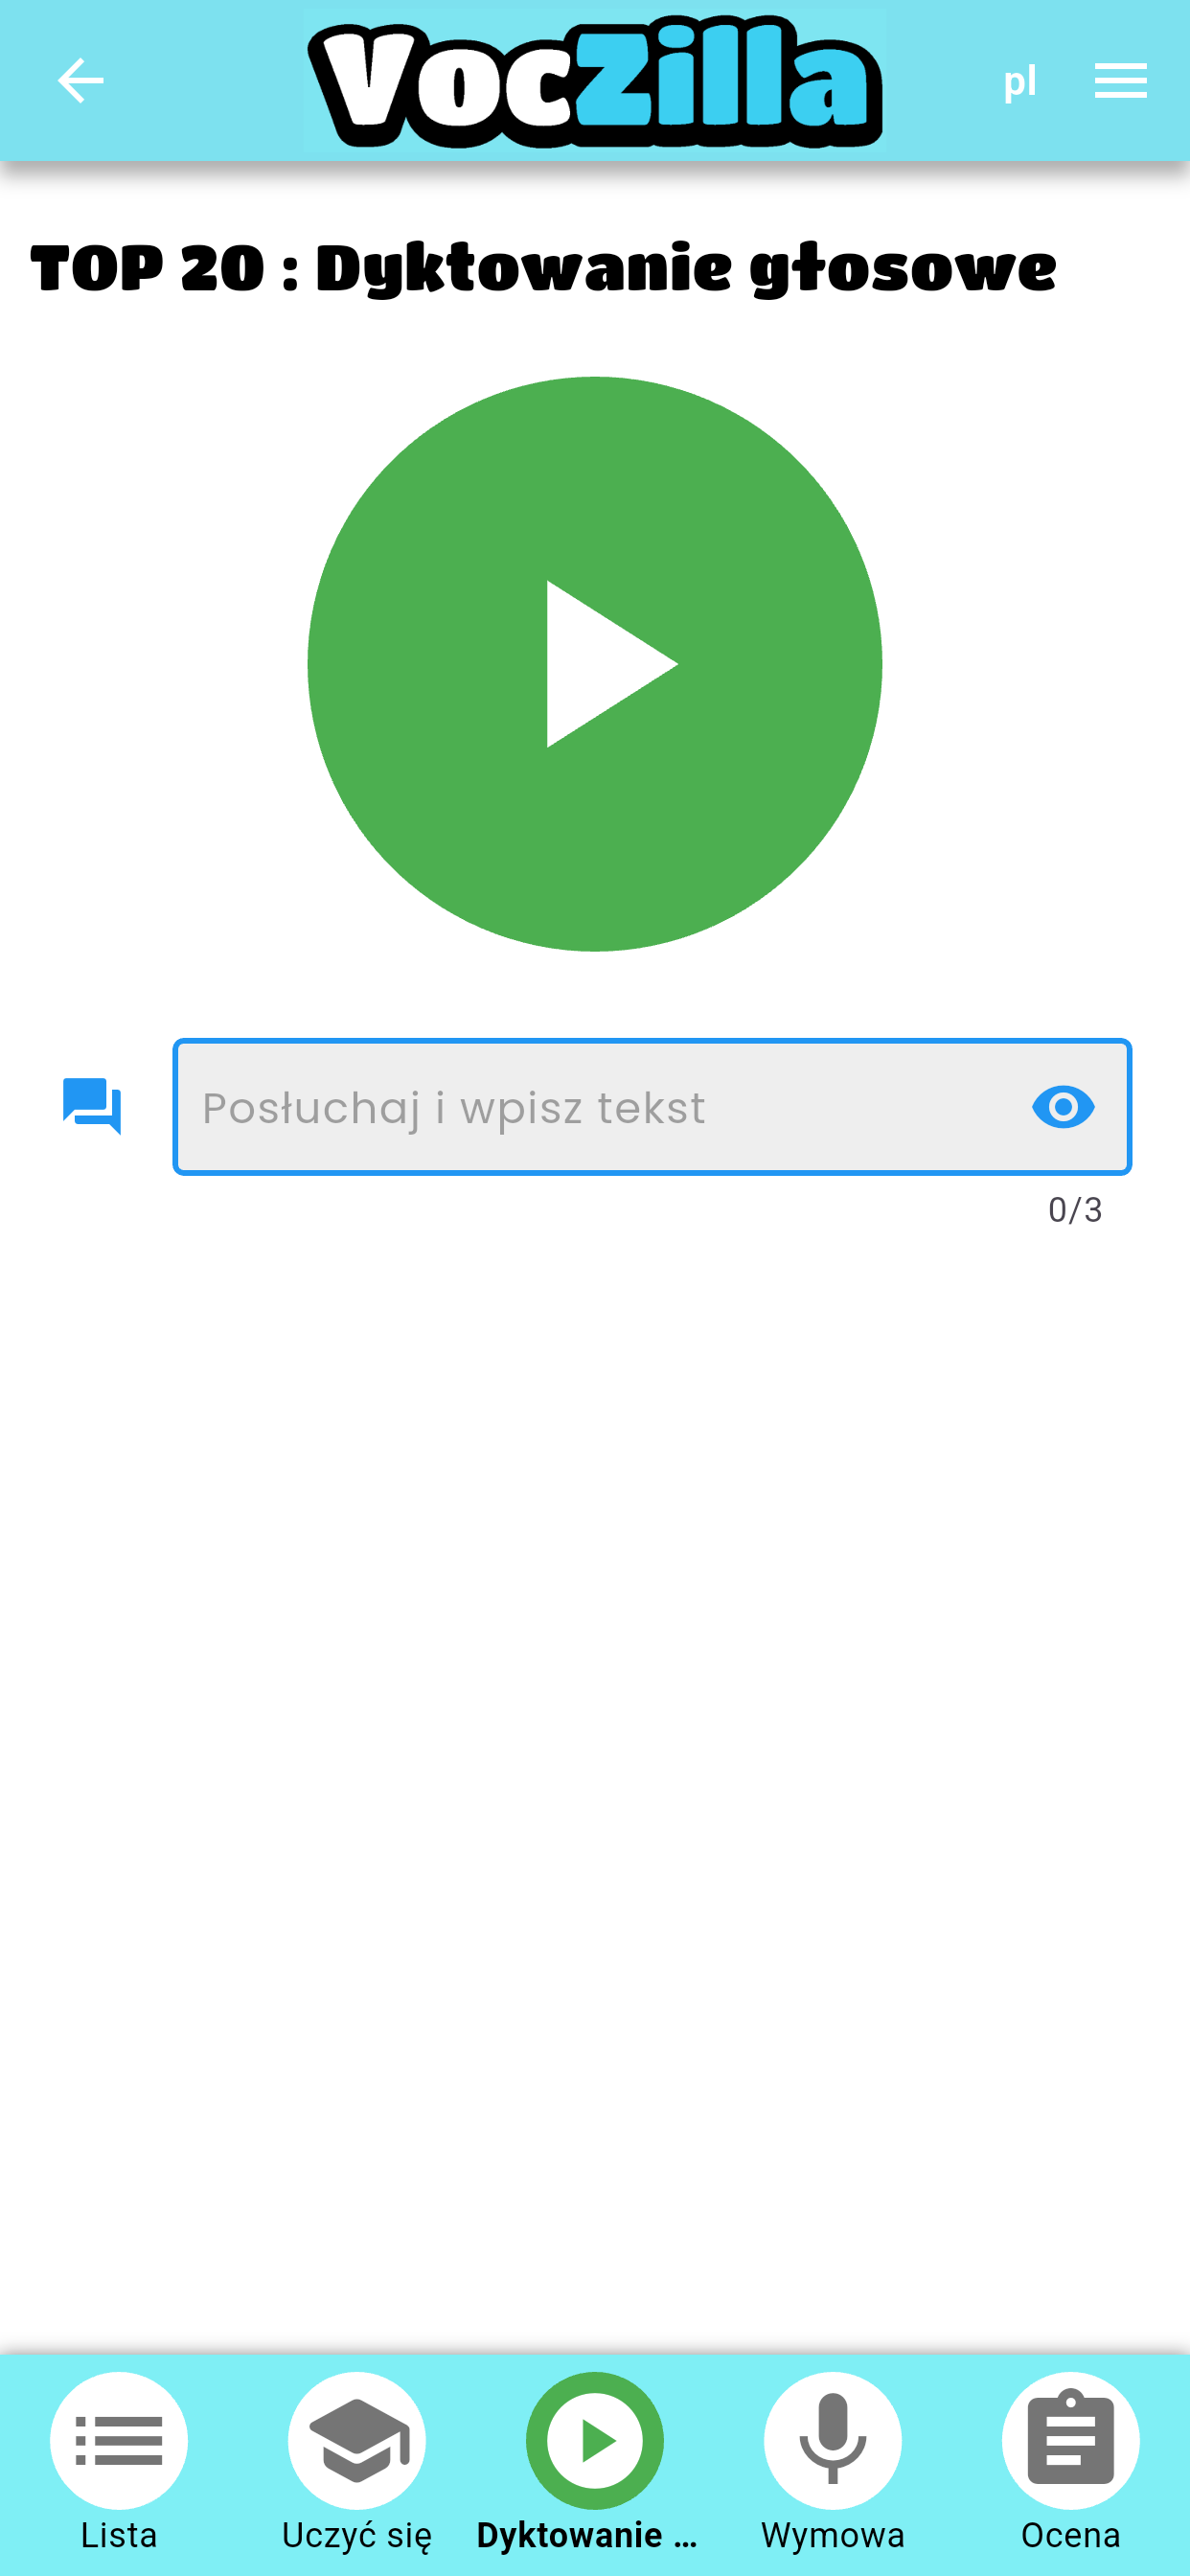 VocZilla
pl
TOP 20 : Dyktowanie głosowe
Posłuchaj i wpisz tekst
0/3
Lista
Uczyć się
Dyktowanie ...
Wymowa
Ocena